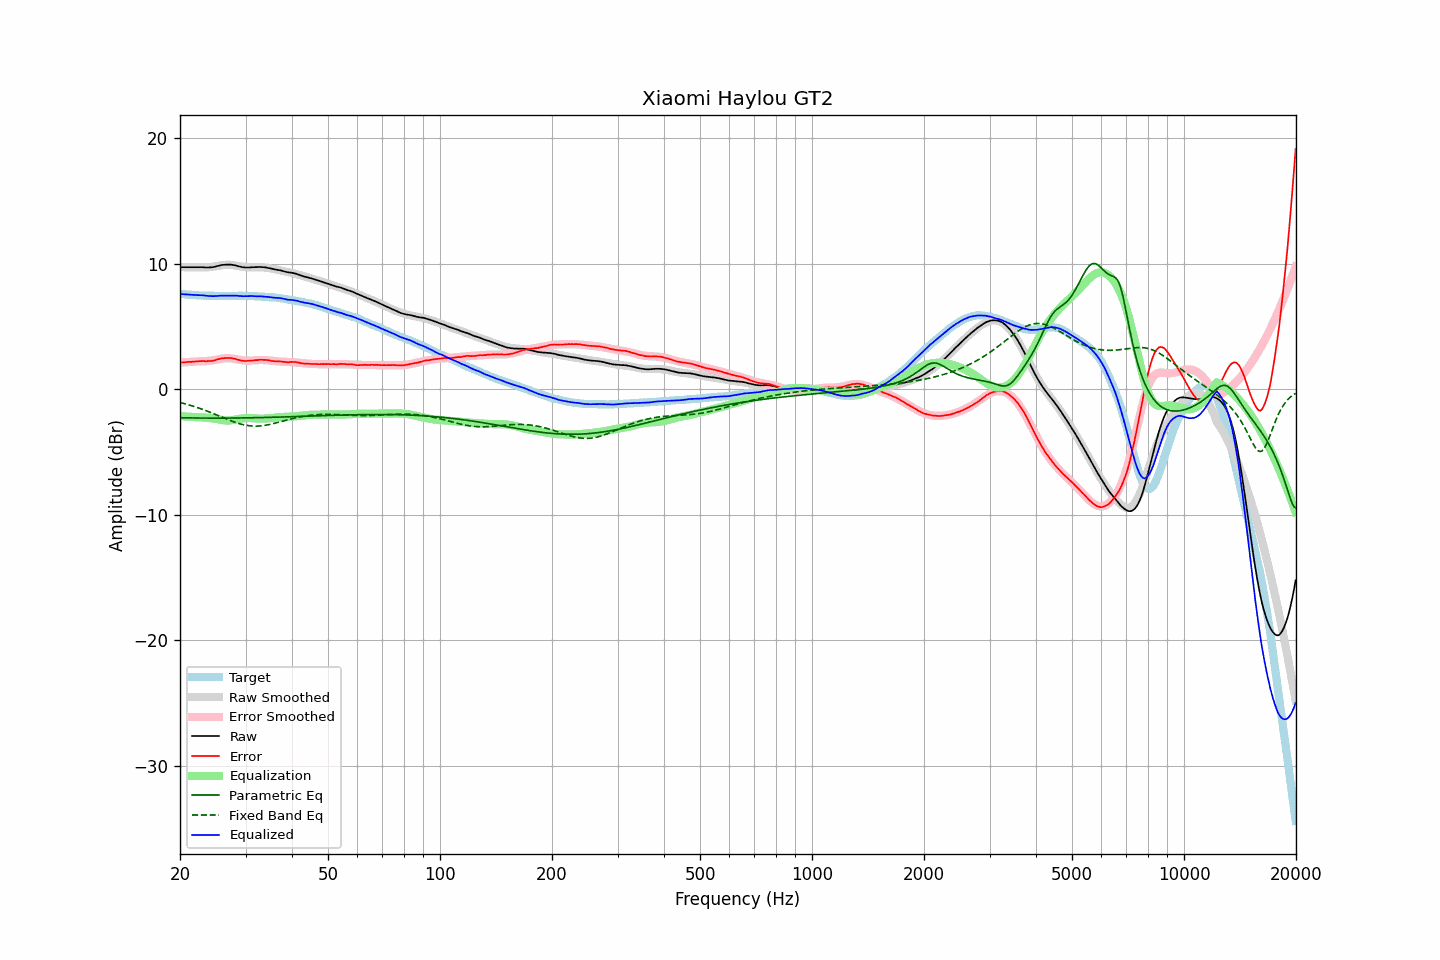 Xiaomi Haylou GT2
20
10
0
−10
−20
−30
Amplitude (dBr)
Target
Raw Smoothed
Error Smoothed
Raw
Error
Equalization
Parametric Eq
Fixed Band Eq
Equalized
20 50 100 200 500 1000 2000 5000 10000 20000
Frequency (Hz)